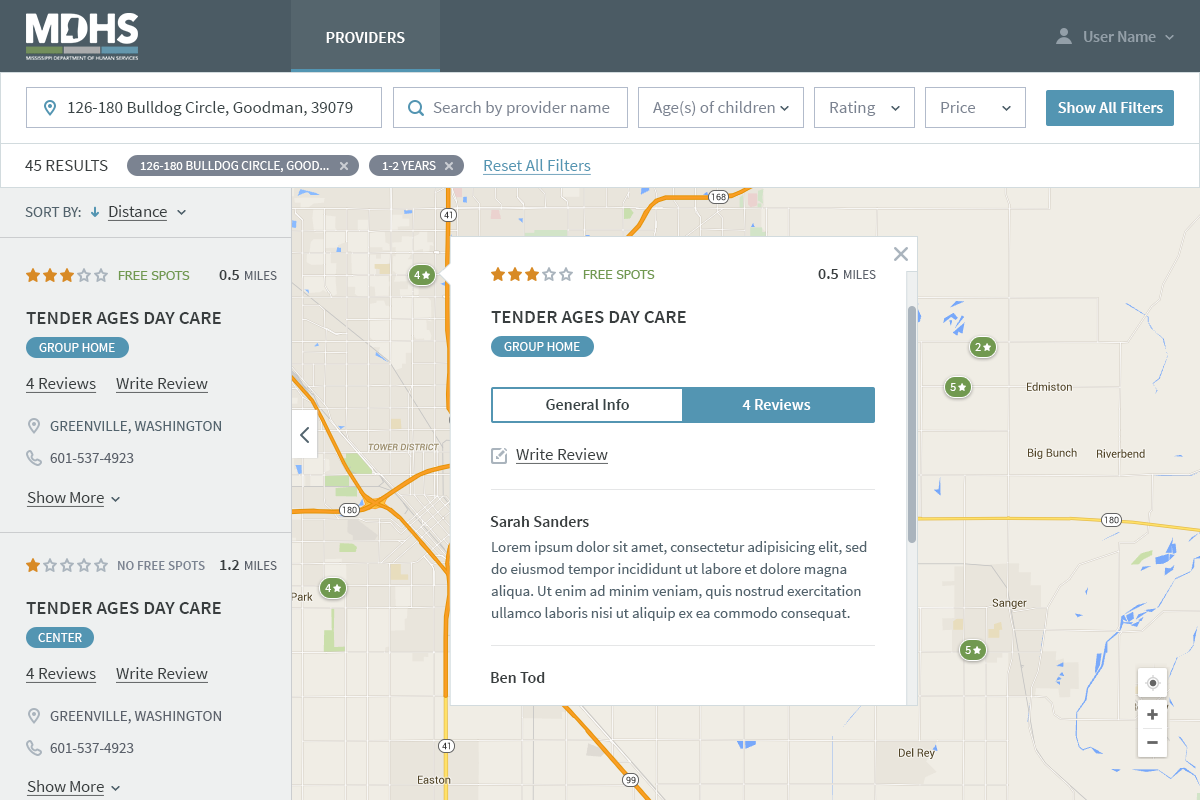 MDHS
MISSISSIPPI DEPARTMENT OF HUMAN SERVICES
PROVIDERS
User Name
126-180 Bulldog Circle, Goodman, 39079
Search by provider name
Age(s) of children
Rating
Price
Show All Filters
45 RESULTS
126-180 BULLDOG CIRCLE, GOOD...
1-2 YEARS
Reset All Filters
SORT BY: Distance
FREE SPOTS
0.5 MILES
TENDER AGES DAY CARE
GROUP HOME
4 Reviews
Write Review
GREENVILLE, WASHINGTON
601-537-4923
Show More
NO FREE SPOTS
1.2 MILES
TENDER AGES DAY CARE
CENTER
4 Reviews
Write Review
GREENVILLE, WASHINGTON
601-537-4923
Show More
168
41
4
TOWER DISTRICT
180
4
Park
41
Easton
99
FREE SPOTS
0.5 MILES
TENDER AGES DAY CARE
GROUP HOME
General Info
4 Reviews
Write Review
Sarah Sanders
Lorem ipsum dolor sit amet, consectetur adipisicing elit, sed
do eiusmod tempor incididunt ut labore et dolore magna
aliqua. Ut enim ad minim veniam, quis nostrud exercitation
ullamco laboris nisi ut aliquip ex ea commodo consequat.
Ben Tod
2
5
Edmiston
Big Bunch
Riverbend
180
Sanger
5
Del Rey
+
−